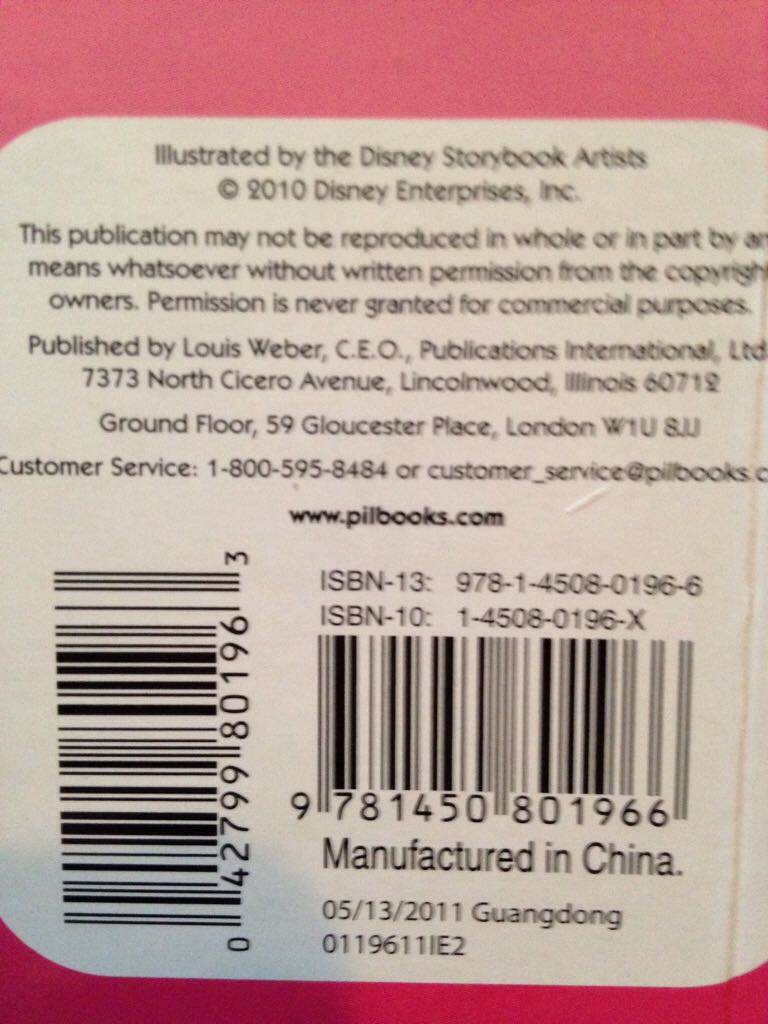 Illustrated by the Disney Storybook Artists
© 2010 Disney Enterprises, Inc.
This publication may not be reproduced in whole or in part by an
means whatsoever without written permission from the copyright
owners. Permission is never granted for commercial purposes.
Published by Louis Weber, C.E.O., Publications International, Ltd
7373 North Cicero Avenue, Lincolnwood, Illinois 60712
Ground Floor, 59 Gloucester Place, London W1U 8JJ
Customer Service: 1-800-595-8484 or customer_service@pilbooks.c
www.pilbooks.com
ISBN-13: 978-1-4508-0196-6
ISBN-10: 1-4508-0196-X
9 781450 801966
Manufactured in China.
05/13/2011 Guangdong
0119611IE2
0 42799 80196 3